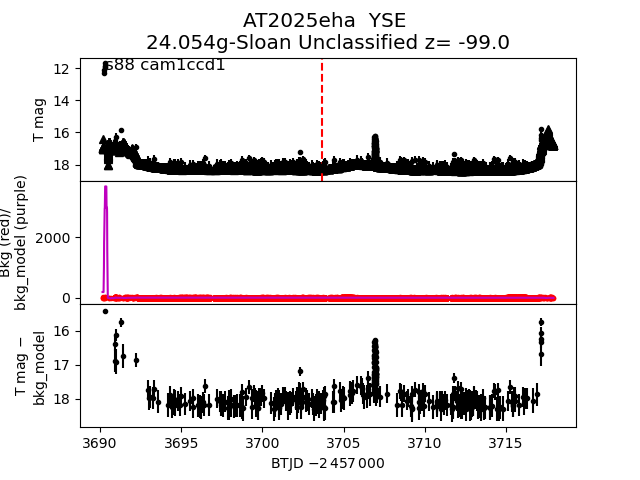 AT2025eha  YSE
24.054g-Sloan Unclassified z= -99.0
s88 cam1ccd1
T mag
12
14
16
18
Bkg (red)/
bkg_model (purple)
2000
0
T mag −
bkg_model
16
17
18
3690
3695
3700
3705
3710
3715
BTJD −2 457 000